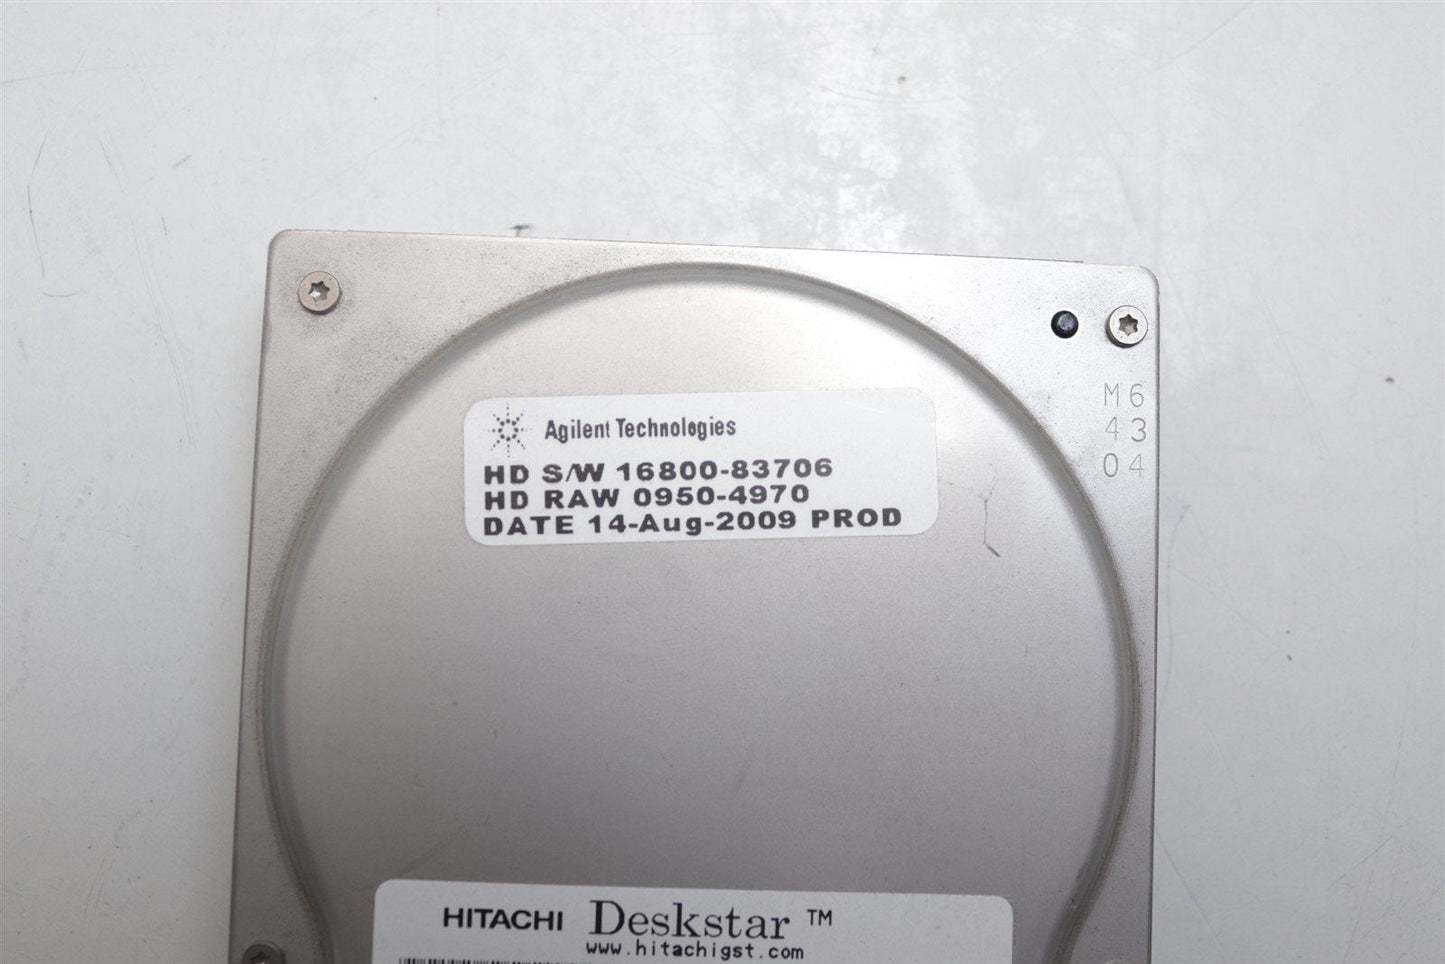 Agilent Technologies
HD S/W 16800-83706
HD RAW 0950-4970
DATE 14-Aug-2009 PROD
M6
43
04
HITACHI Deskstar ™
www.hitachigst.com